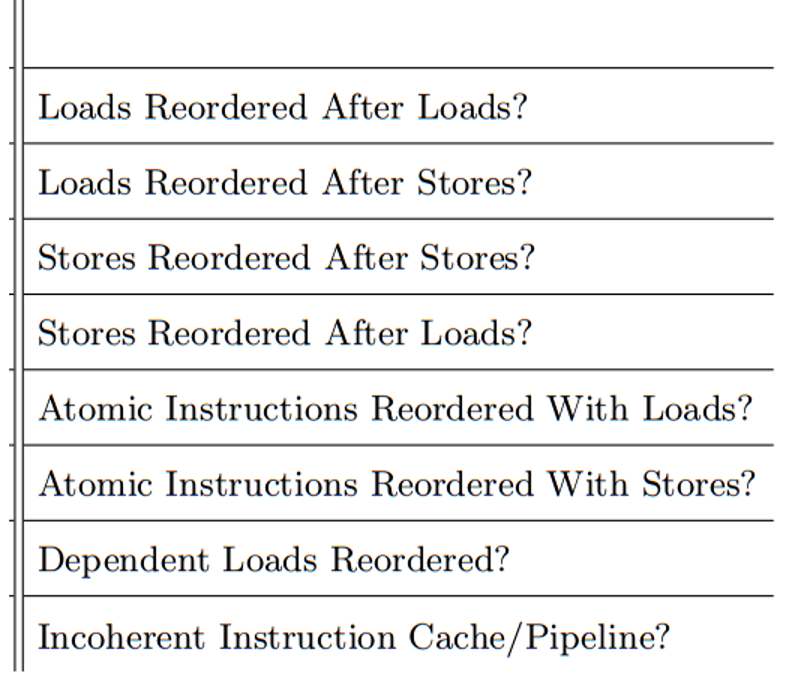 Loads Reordered After Loads?
Loads Reordered After Stores?
Stores Reordered After Stores?
Stores Reordered After Loads?
Atomic Instructions Reordered With Loads?
Atomic Instructions Reordered With Stores?
Dependent Loads Reordered?
Incoherent Instruction Cache/Pipeline?